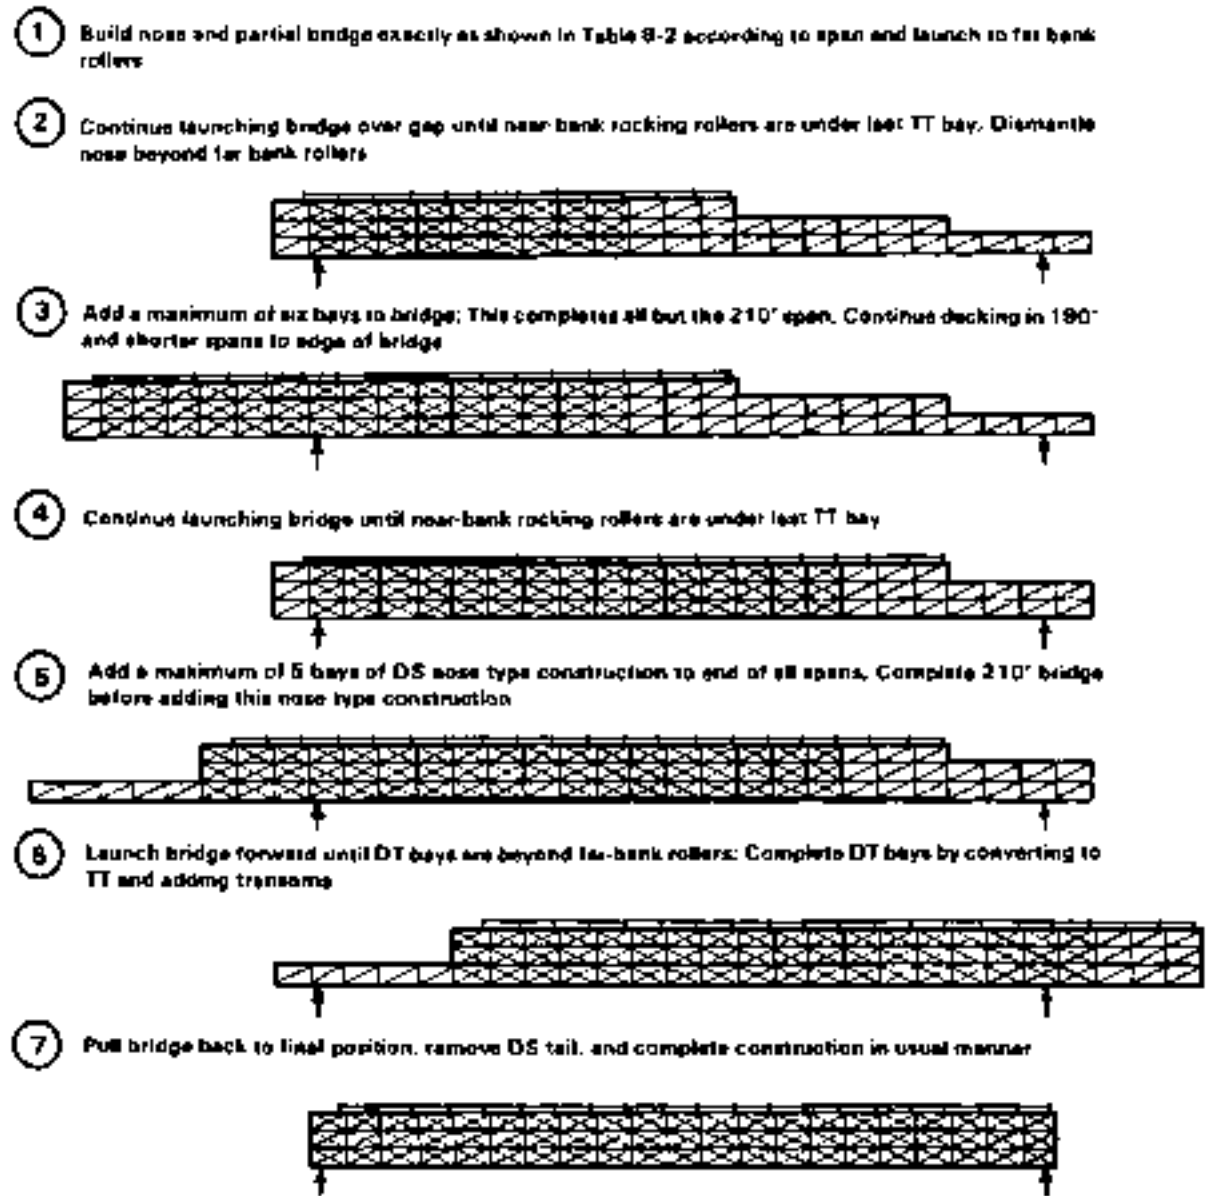 1 Build nose and partial bridge exactly as shown in Table 8-2 according to span and launch to far bank
rollers
2 Continue launching bridge over gap until near bank rocking rollers are under last TT bay. Dismantle
nose beyond far bank rollers
3 Add a maximum of six bays to bridge; This completes all but the 210' span. Continue decking in 190'
and shorter spans to edge of bridge
4 Continue launching bridge until near-bank rocking rollers are under last TT bay
5 Add a maximum of 5 bays of DS nose type construction to end of all spans. Complete 210' bridge
before adding this nose type construction
6 Launch bridge forward until DT bays are beyond far-bank rollers; Complete DT bays by converting to
TT and adding transoms
7 Pull bridge back to final position, remove DS tail, and complete construction in usual manner